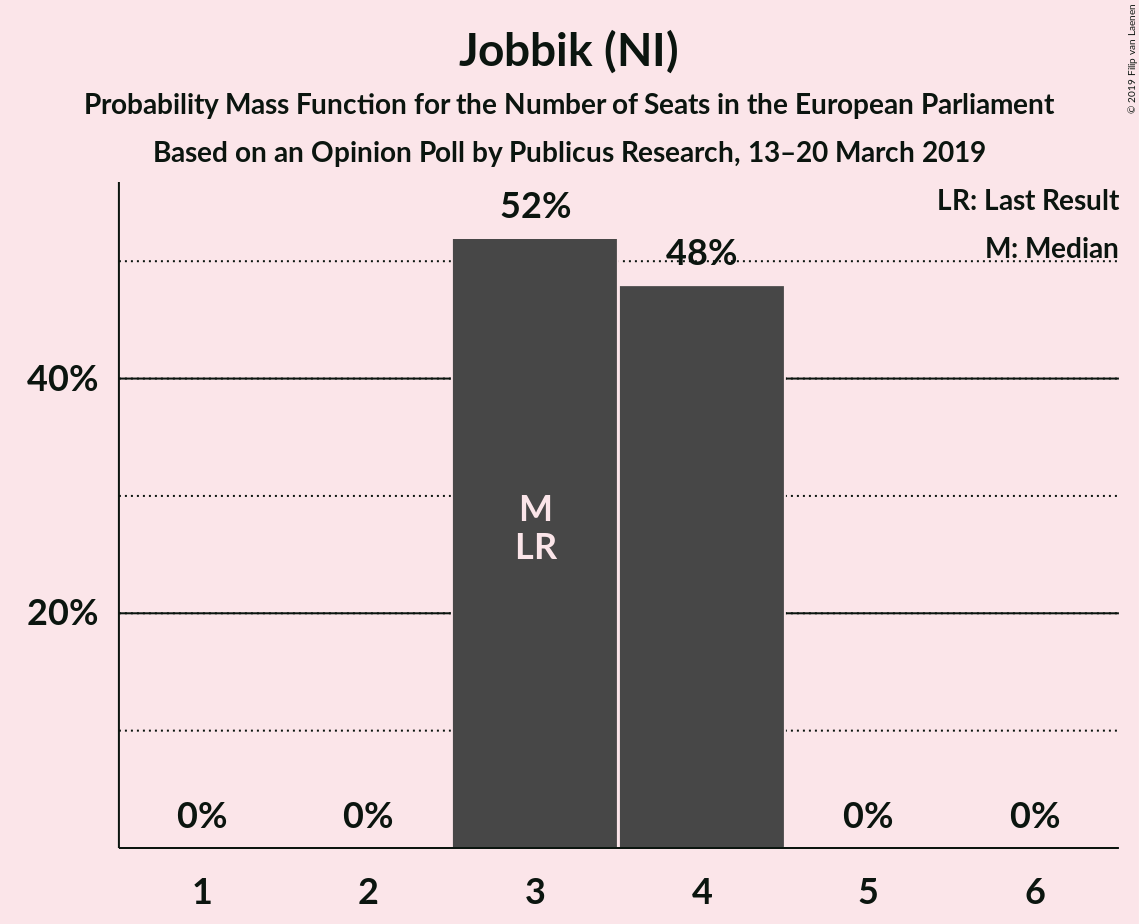 © 2019 Filip van Laenen
Jobbik (NI)
Probability Mass Function for the Number of Seats in the European Parliament
Based on an Opinion Poll by Publicus Research, 13–20 March 2019
LR: Last Result
M: Median
52%
48%
40%
20%
M
LR
0%
0%
0%
0%
1
2
3
4
5
6